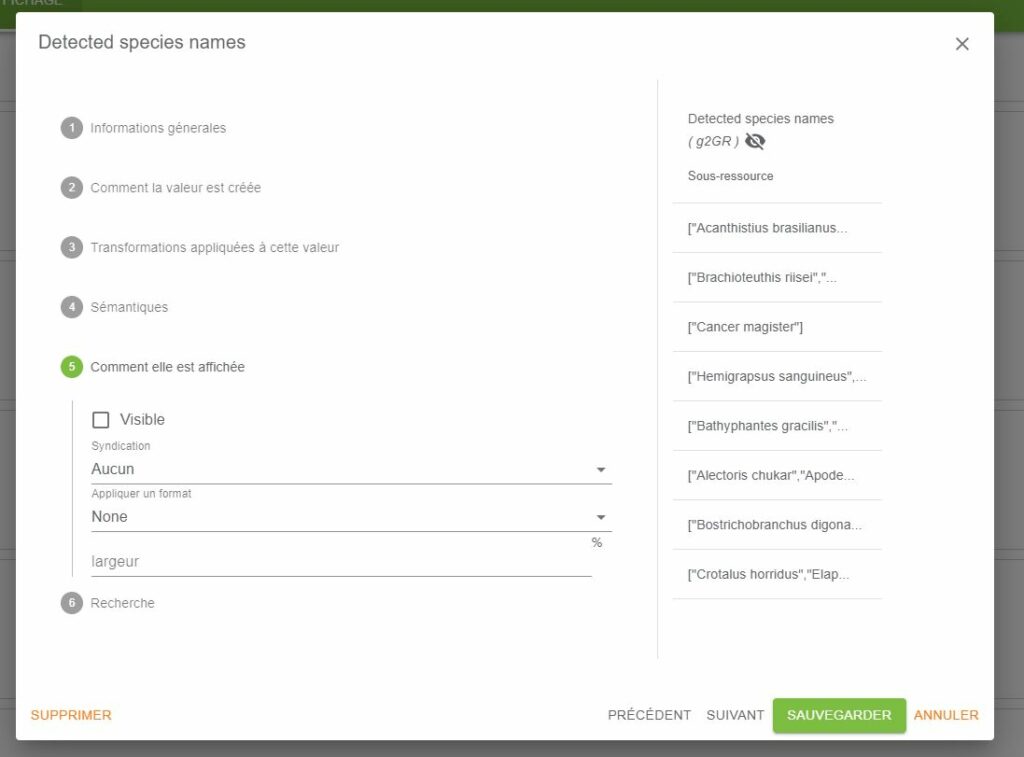 Detected species names
1 Informations génerales
2 Comment la valeur est créée
3 Transformations appliquées à cette valeur
4 Sémantiques
5 Comment elle est affichée
Visible
Syndication
Aucun
Appliquer un format
None
%
largeur
6 Recherche
Detected species names
( g2GR )
Sous-ressource
["Acanthistius brasilianus...
["Brachioteuthis riisei","...
["Cancer magister"]
["Hemigrapsus sanguineus",...
["Bathyphantes gracilis","...
["Alectoris chukar","Apode...
["Bostrichobranchus digona...
["Crotalus horridus","Elap...
SUPPRIMER
PRÉCÉDENT
SUIVANT
SAUVEGARDER
ANNULER